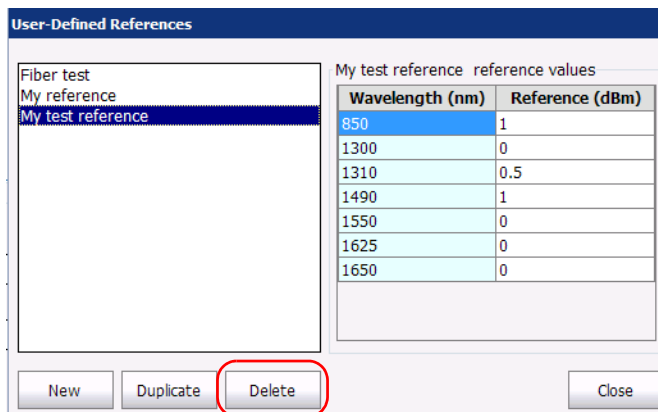 User-Defined References
Fiber test
My reference
My test reference
My test reference reference values
Wavelength (nm) Reference (dBm)
850 1
1300 0
1310 0.5
1490 1
1550 0
1625 0
1650 0
New Duplicate Delete Close